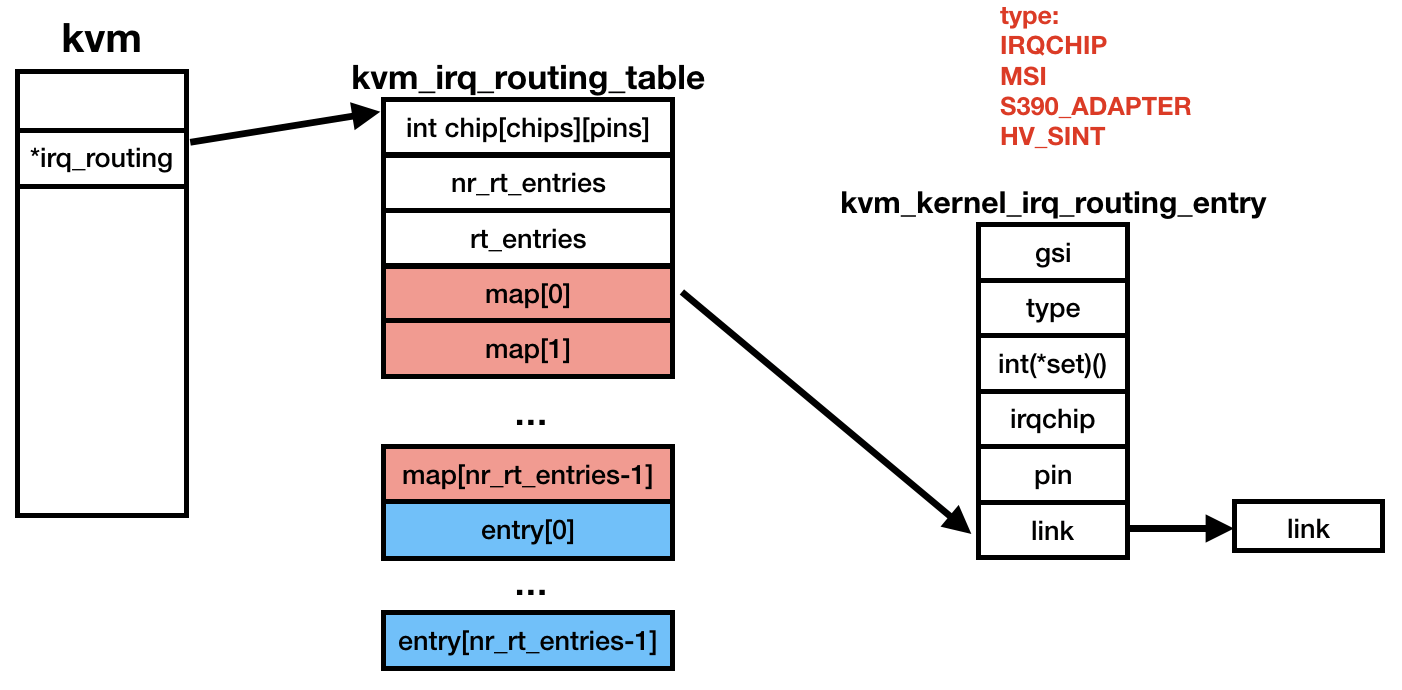 kvm
*irq_routing
kvm_irq_routing_table
int chip[chips][pins]
nr_rt_entries
rt_entries
map[0]
map[1]
...
map[nr_rt_entries-1]
entry[0]
...
entry[nr_rt_entries-1]
type:
IRQCHIP
MSI
S390_ADAPTER
HV_SINT
kvm_kernel_irq_routing_entry
gsi
type
int(*set)()
irqchip
pin
link
link